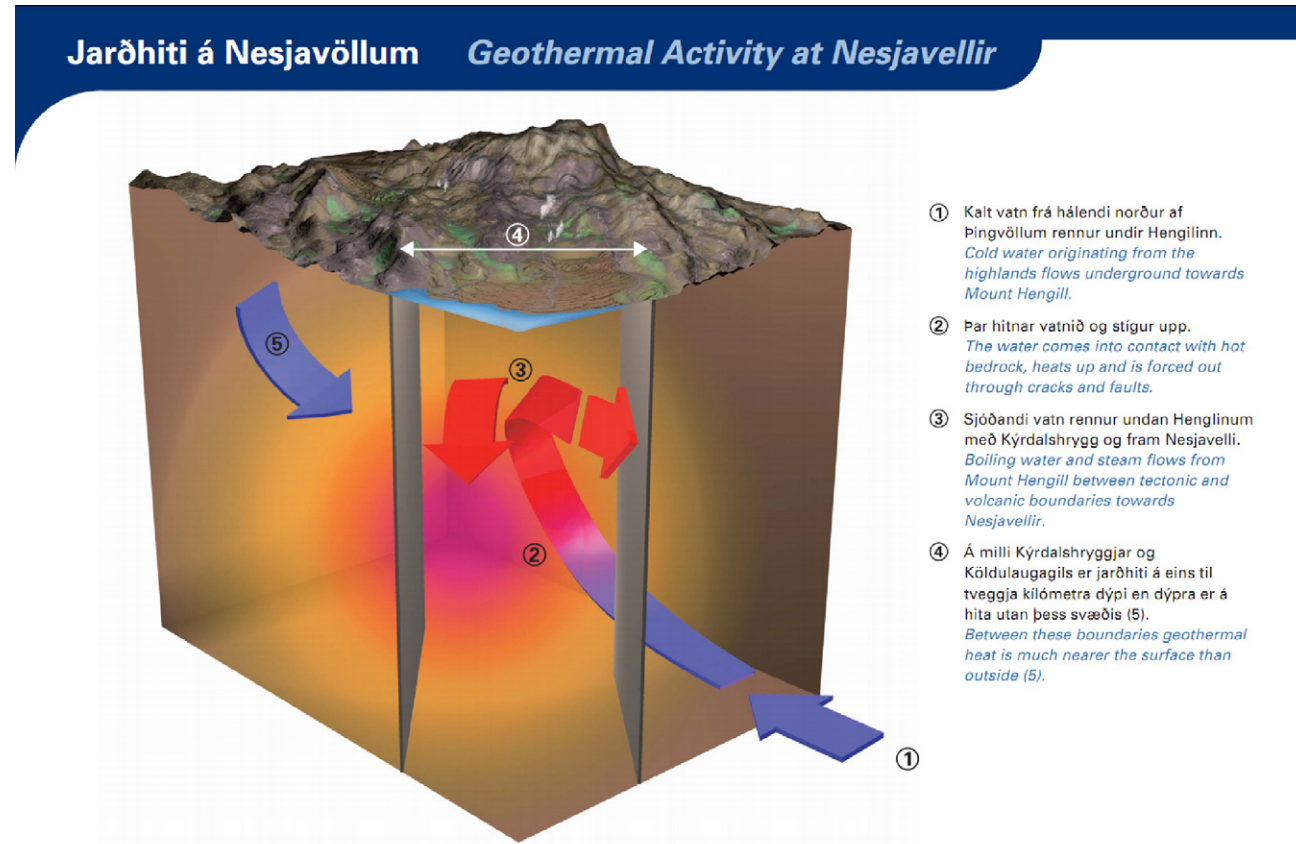 Jarðhiti á Nesjavöllum Geothermal Activity at Nesjavellir
④
⑤
③
②
①
① Kalt vatn frá hálendi norður af
Þingvöllum rennur undir Hengilinn.
Cold water originating from the
highlands flows underground towards
Mount Hengill.
② Þar hitnar vatnið og stígur upp.
The water comes into contact with hot
bedrock, heats up and is forced out
through cracks and faults.
③ Sjóðandi vatn rennur undan Henglinum
með Kýrdalshrygg og fram Nesjavelli.
Boiling water and steam flows from
Mount Hengill between tectonic and
volcanic boundaries towards
Nesjavellir.
④ Á milli Kýrdalshryggjar og
Köldulaugagils er jarðhiti á eins til
tveggja kílómetra dýpi en dýpra er á
hita utan þess svæðis (5).
Between these boundaries geothermal
heat is much nearer the surface than
outside (5).